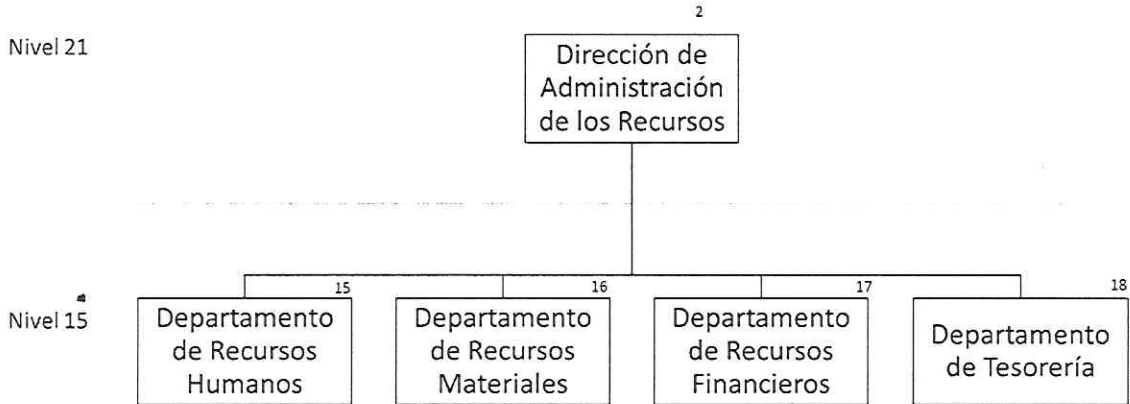 2
Nivel 21
Dirección de
Administración
de los Recursos
Nivel 15
15
Departamento
de Recursos
Humanos
16
Departamento
de Recursos
Materiales
17
Departamento
de Recursos
Financieros
18
Departamento
de Tesorería